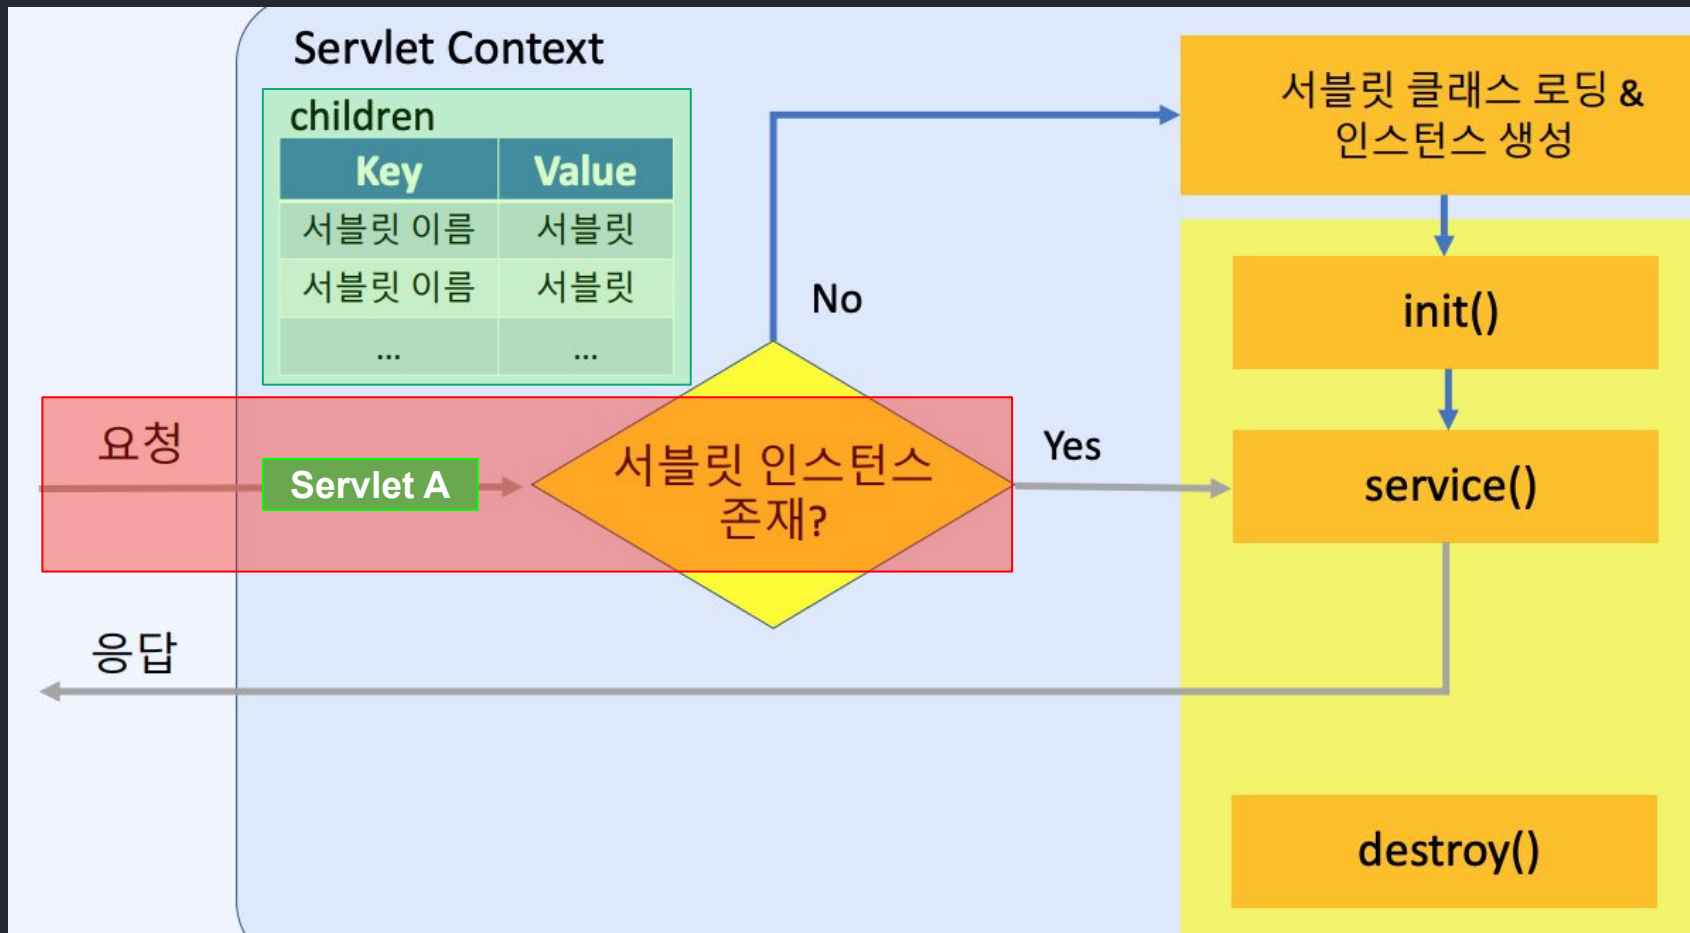 Servlet Context
children
Key Value
서블릿 이름 서블릿
서블릿 이름 서블릿
... ...
서블릿 클래스 로딩 &
인스턴스 생성
No
init()
요청
Servlet A
서블릿 인스턴스
존재?
Yes
service()
응답
destroy()